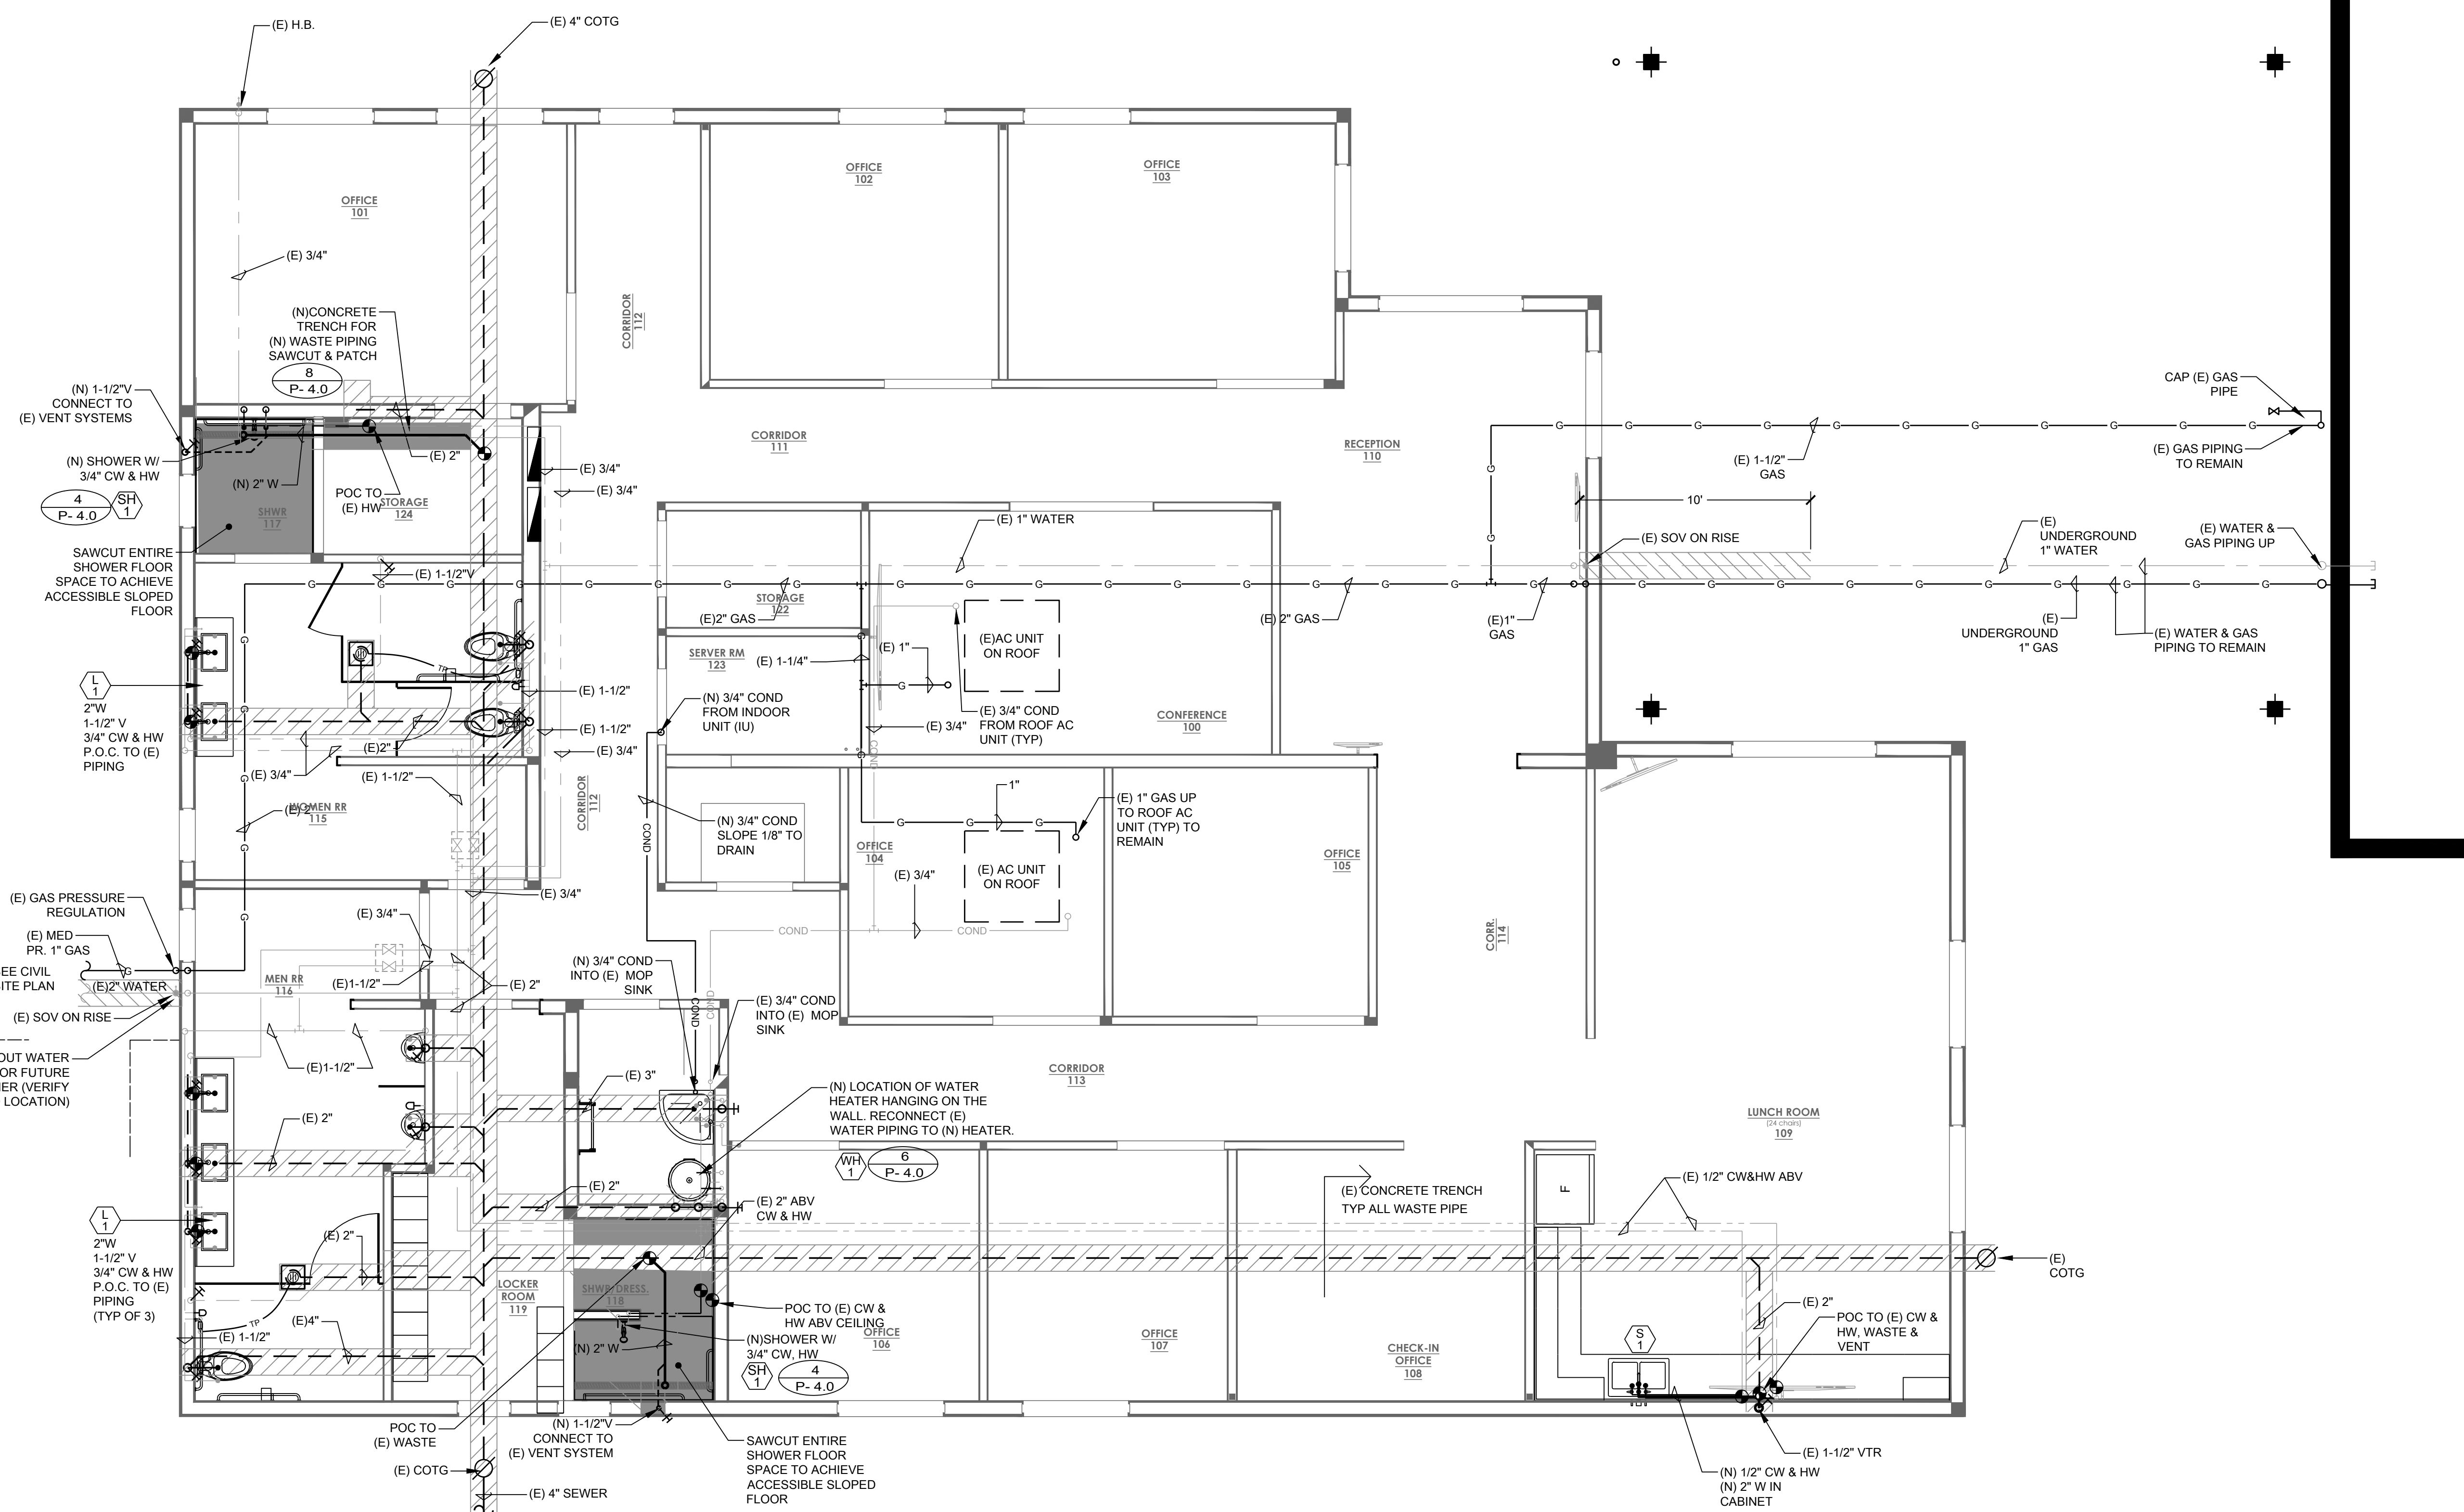 (E) H.B.
(E) 4" COTG
OFFICE
101
OFFICE
102
OFFICE
103
(E) 3/4"
CORRIDOR
112
(N)CONCRETE
TRENCH FOR
(N) WASTE PIPING
SAWCUT & PATCH
8
P- 4.0
(N) 1-1/2"V
CONNECT TO
(E) VENT SYSTEMS
(N) SHOWER W/
3/4" CW & HW
4
P- 4.0
SH
1
(N) 2" W
SHWR
117
POC TO
(E) HW
STORAGE
124
(E) 2"
(E) 3/4"
(E) 3/4"
SAWCUT ENTIRE
SHOWER FLOOR
SPACE TO ACHIEVE
ACCESSIBLE SLOPED
FLOOR
(E) 1-1/2"V
CORRIDOR
111
RECEPTION
110
CAP (E) GAS
PIPE
(E) GAS PIPING
TO REMAIN
(E) 1-1/2"
GAS
10'
(E) SOV ON RISE
(E)
UNDERGROUND
1" WATER
(E) WATER &
GAS PIPING UP
(E)
UNDERGROUND
1" GAS
(E) WATER & GAS
PIPING TO REMAIN
(E)1"
GAS
(E) 2" GAS
(E) 1" WATER
STORAGE
122
(E)2" GAS
SERVER RM
123
(E) 1-1/4"
(E) 1"
(E)AC UNIT
ON ROOF
(E) 3/4" COND
FROM ROOF AC
UNIT (TYP)
(E) 3/4"
CONFERENCE
100
(N) 3/4" COND
FROM INDOOR
UNIT (IU)
L
1
2"W
1-1/2" V
3/4" CW & HW
P.O.C. TO (E)
PIPING
TP
(E) 1-1/2"
(E) 1-1/2"
(E) 3/4"
(E)2"
(E) 3/4"
(E) 1-1/2"
(E) 2"
WOMEN RR
115
CORRIDOR
112
COND
(N) 3/4" COND
SLOPE 1/8" TO
DRAIN
COND
1"
(E) 1" GAS UP
TO ROOF AC
UNIT (TYP) TO
REMAIN
OFFICE
104
(E) AC UNIT
ON ROOF
OFFICE
105
(E) 3/4"
COND
COND
CORR.
114
(E) GAS PRESSURE
REGULATION
(E) MED
PR. 1" GAS
SEE CIVIL
SITE PLAN
(E)2" WATER
(E) SOV ON RISE
OUT WATER
LOCATION)
(E) 3/4"
(E) 3/4"
MEN RR
116
(E)1-1/2"
(E) 2"
(E)1-1/2"
(N) 3/4" COND
INTO (E) MOP
SINK
COND
COND
(E) 3/4" COND
INTO (E) MOP
SINK
(E) 3"
CORRIDOR
113
(N) LOCATION OF WATER
HEATER HANGING ON THE
WALL. RECONNECT (E)
WATER PIPING TO (N) HEATER.
WH
1
6
P- 4.0
LUNCH ROOM
(24 chairs)
109
(E) 2"
(E) 2"
(E) 2" ABV
CW & HW
(E) CONCRETE TRENCH
TYP ALL WASTE PIPE
F
(E) 1/2" CW&HW ABV
L
1
2"W
1-1/2" V
3/4" CW & HW
P.O.C. TO (E)
PIPING
(TYP OF 3)
(E) 2"
(E)4"
TP
(E) 1-1/2"
LOCKER
ROOM
119
SHWR/DRESS.
118
(N) 2" W
POC TO (E) CW &
HW ABV CEILING
(N)SHOWER W/
3/4" CW, HW
SH
1
4
P- 4.0
OFFICE
106
OFFICE
107
CHECK-IN
OFFICE
108
S
1
(E)
COTG
(E) 2"
POC TO (E) CW &
HW, WASTE &
VENT
(E) 1-1/2" VTR
(N) 1/2" CW & HW
(N) 2" W IN
CABINET
POC TO
(E) WASTE
(N) 1-1/2"V
CONNECT TO
(E) VENT SYSTEM
SAWCUT ENTIRE
SHOWER FLOOR
SPACE TO ACHIEVE
ACCESSIBLE SLOPED
FLOOR
(E) COTG
(E) 4" SEWER